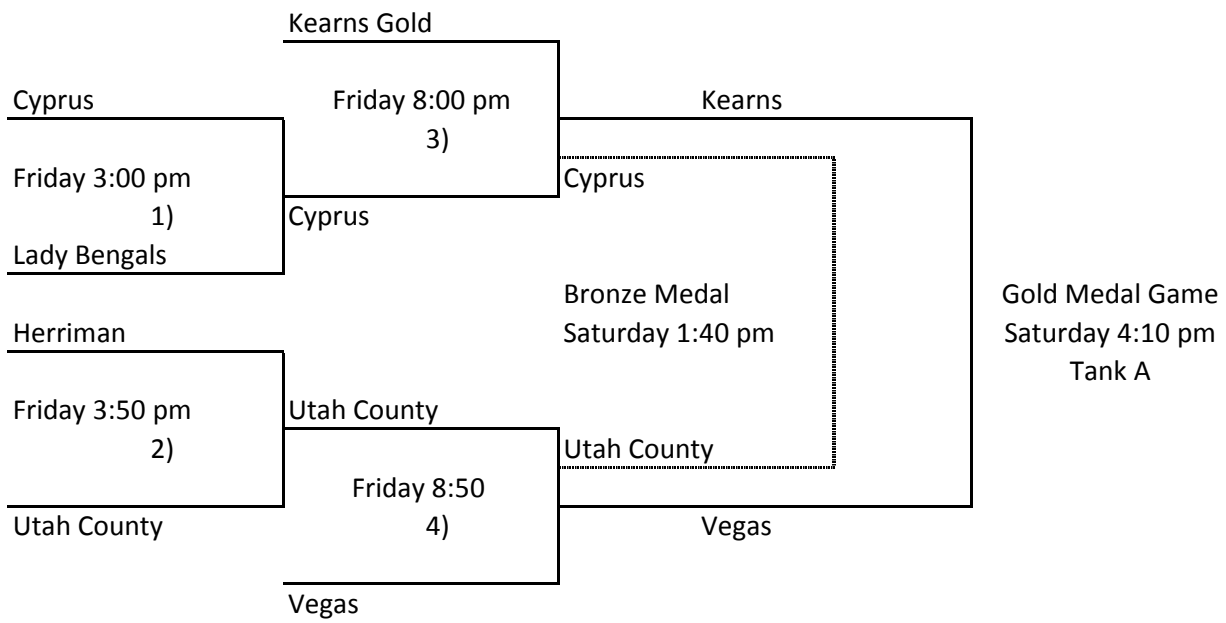 Kearns Gold
Cyprus
Friday 8:00 pm
Kearns
3)
Friday 3:00 pm
Cyprus
1)
Cyprus
Lady Bengals
Bronze Medal
Gold Medal Game
Herriman
Saturday 1:40 pm
Saturday 4:10 pm
Tank A
Friday 3:50 pm
Utah County
2)
Utah County
Friday 8:50
Utah County
4)
Vegas
Vegas